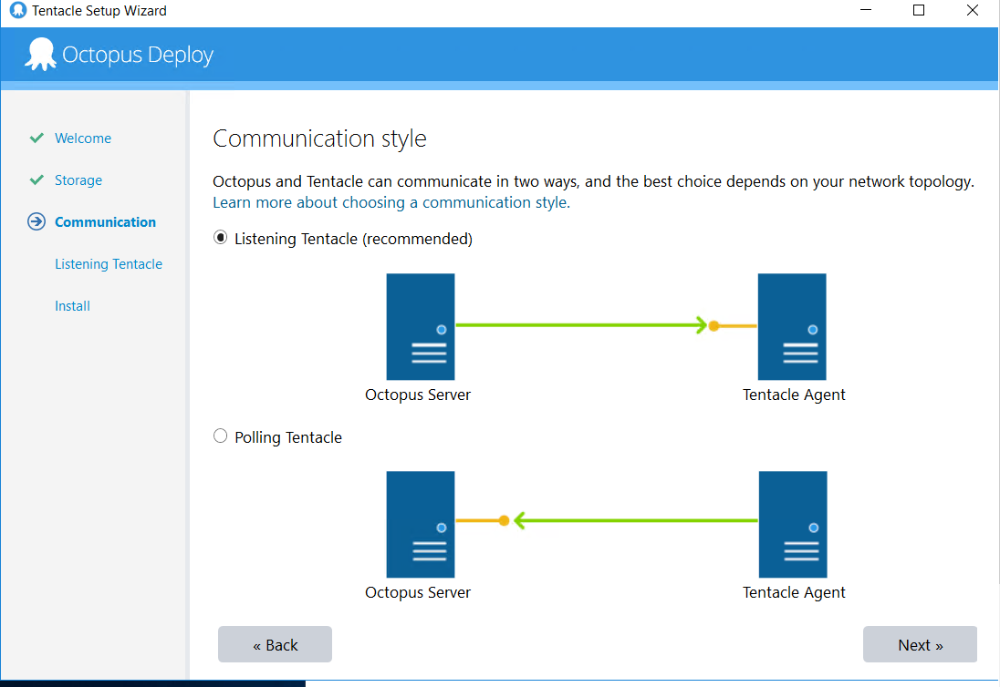 Tentacle Setup Wizard
Octopus Deploy
Welcome
Storage
Communication
Listening Tentacle
Install
Communication style
Octopus and Tentacle can communicate in two ways, and the best choice depends on your network topology.
Learn more about choosing a communication style.
Listening Tentacle (recommended)
Octopus Server
Tentacle Agent
Polling Tentacle
Octopus Server
Tentacle Agent
« Back
Next »